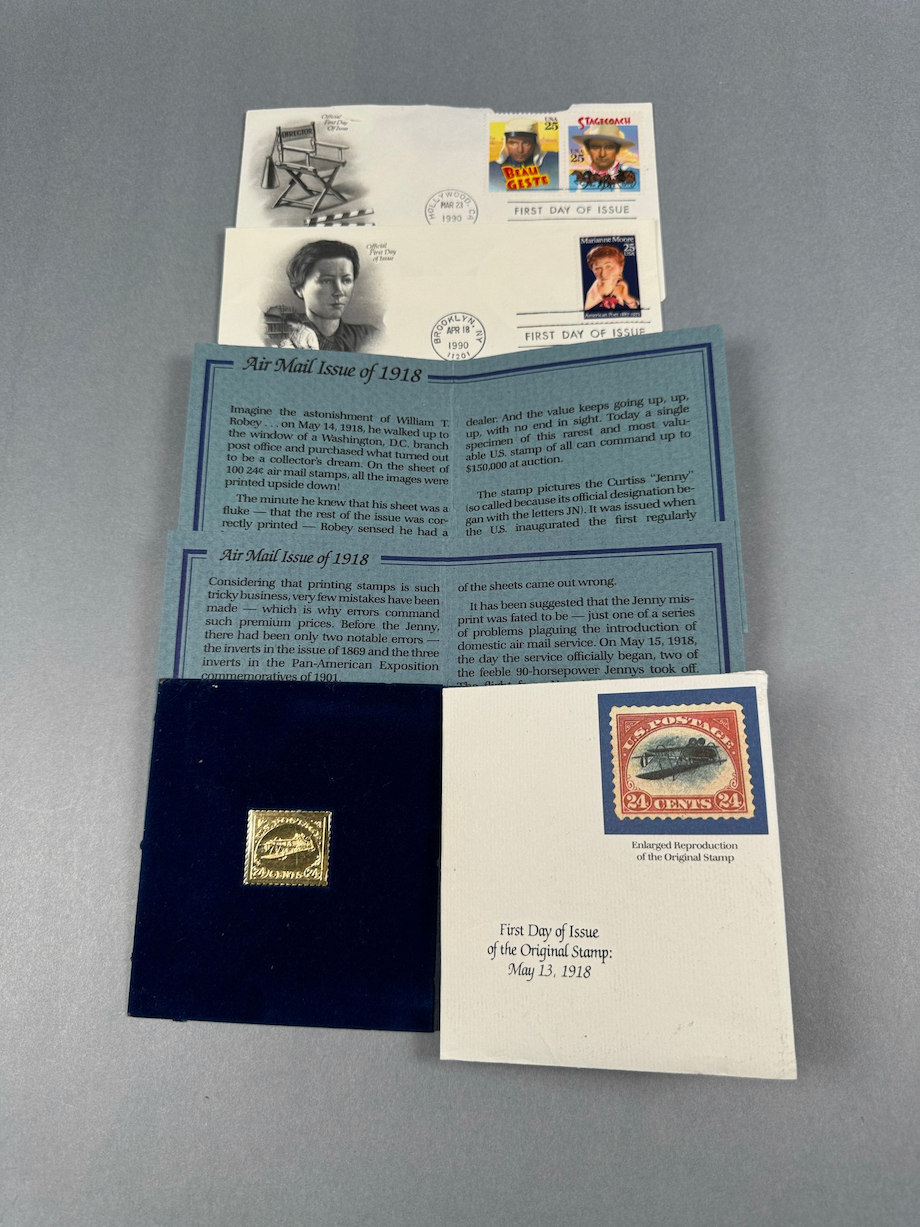 Official
First Day
Of Issue
DIRECTOR
HOLLYWOOD, CA
MAR 23
1990
USA
25
BEAU
GESTE
STAGECOACH
USA
25
FIRST DAY OF ISSUE
Official
First Day
of Issue
BROOKLYN, NY
APR 18
1990
11201
Marianne Moore
25
USA
American Poet 1887-1972
FIRST DAY OF ISSUE
Air Mail Issue of 1918
Imagine the astonishment of William T.
Robey . . . on May 14, 1918, he walked up to
the window of a Washington, D.C. branch
post office and purchased what turned out
to be a collector's dream. On the sheet of
100 24¢ air mail stamps, all the images were
printed upside down!
The minute he knew that his sheet was a
fluke — that the rest of the issue was cor-
rectly printed — Robey sensed he had a
dealer. And the value keeps going up, up,
up, with no end in sight. Today a single
specimen of this rarest and most valu-
able U.S. stamp of all can command up to
$150,000 at auction.
The stamp pictures the Curtiss "Jenny"
(so called because its official designation be-
gan with the letters JN). It was issued when
the U.S. inaugurated the first regularly
Air Mail Issue of 1918
Considering that printing stamps is such
tricky business, very few mistakes have been
made — which is why errors command
such premium prices. Before the Jenny,
there had been only two notable errors —
the inverts in the issue of 1869 and the three
inverts in the Pan-American Exposition
commemoratives of 1901.
of the sheets came out wrong.
It has been suggested that the Jenny mis-
print was fated to be — just one of a series
of problems plaguing the introduction of
domestic air mail service. On May 15, 1918,
the day the service officially began, two of
the feeble 90-horsepower Jennys took off.
U.S. POSTAGE
24 CENTS 24
U.S. POSTAGE
24 CENTS 24
Enlarged Reproduction
of the Original Stamp
First Day of Issue
of the Original Stamp:
May 13, 1918